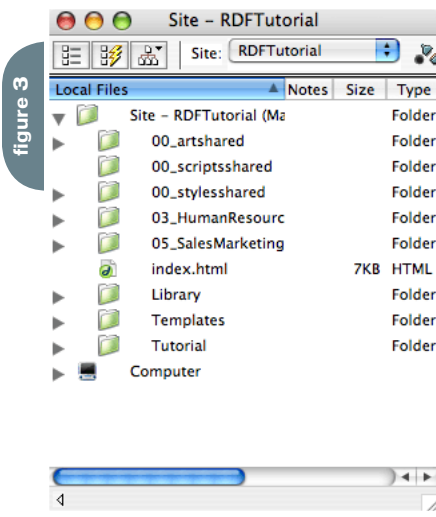 figure 3
Site – RDFTutorial
Site: RDFTutorial
Local Files Notes Size Type
Site – RDFTutorial (Ma Folder
00_artshared Folder
00_scriptsshared Folder
00_stylesshared Folder
03_HumanResourc Folder
05_SalesMarketing Folder
index.html 7KB HTML
Library Folder
Templates Folder
Tutorial Folder
Computer